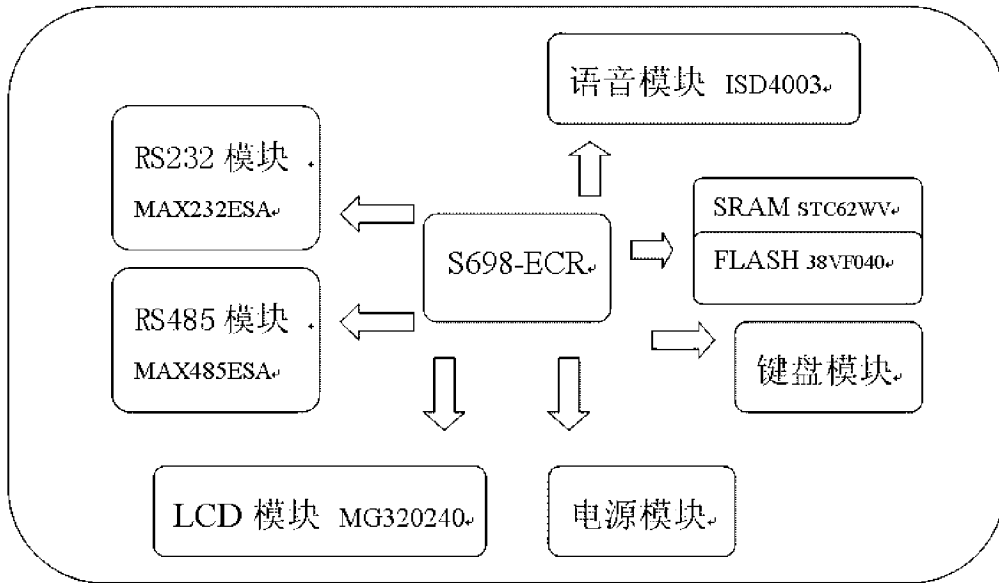 语音模块 ISD4003
RS232 模块
MAX232ESA
SRAM STC62WV
S698-ECR
FLASH 38VF040
RS485 模块
MAX485ESA
键盘模块
LCD 模块 MG320240
电源模块